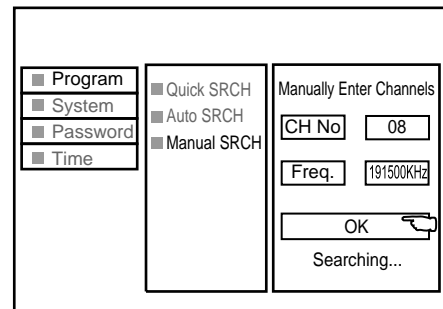 Program
System
Password
Time
Quick SRCH
Auto SRCH
Manual SRCH
Manually Enter Channels
CH No 08
Freq. 191500KHz
OK
Searching...